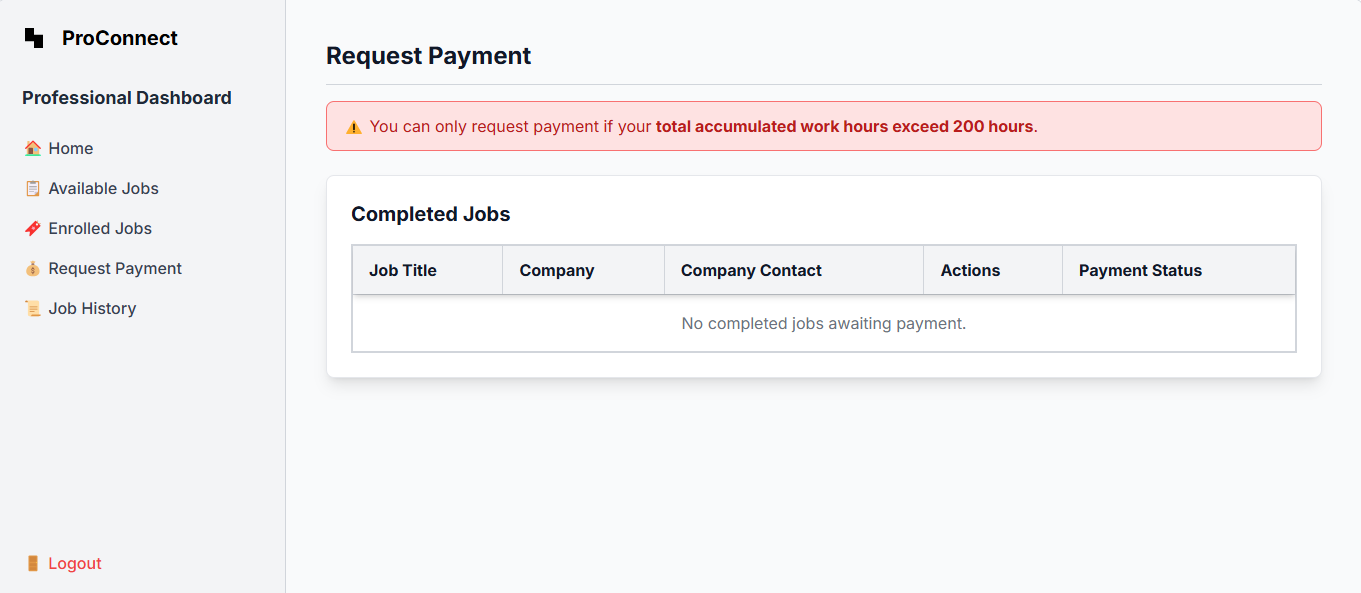 ProConnect
Professional Dashboard
Home
Available Jobs
Enrolled Jobs
Request Payment
Job History
Logout
Request Payment
You can only request payment if your total accumulated work hours exceed 200 hours.
Completed Jobs
Job Title Company Company Contact Actions Payment Status
No completed jobs awaiting payment.